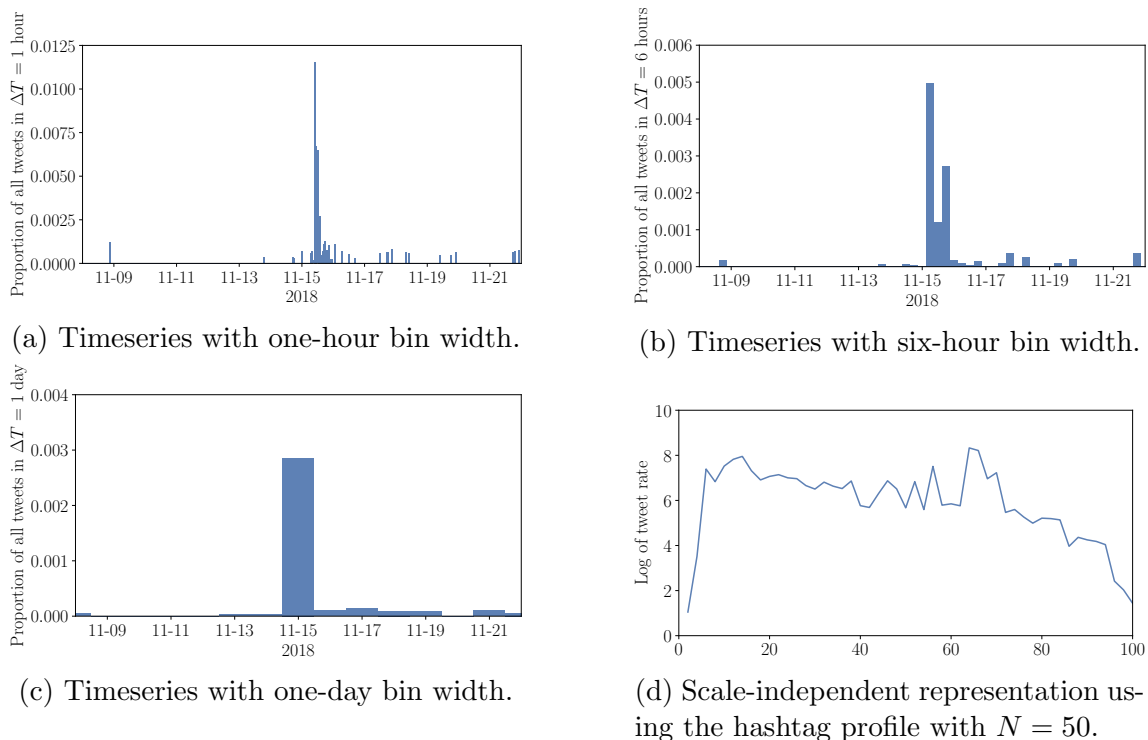 Proportion of all tweets in ΔT = 1 hour
0.0125
0.0100
0.0075
0.0050
0.0025
0.0000
11-09 11-11 11-13 11-15 11-17 11-19 11-21
2018
(a) Timeseries with one-hour bin width.
Proportion of all tweets in ΔT = 6 hours
0.006
0.005
0.004
0.003
0.002
0.001
0.000
11-09 11-11 11-13 11-15 11-17 11-19 11-21
2018
(b) Timeseries with six-hour bin width.
Proportion of all tweets in ΔT = 1 day
0.004
0.003
0.002
0.001
0.000
11-09 11-11 11-13 11-15 11-17 11-19 11-21
2018
(c) Timeseries with one-day bin width.
Log of tweet rate
10
8
6
4
2
0
0 20 40 60 80 100
(d) Scale-independent representation us-
ing the hashtag profile with N = 50.